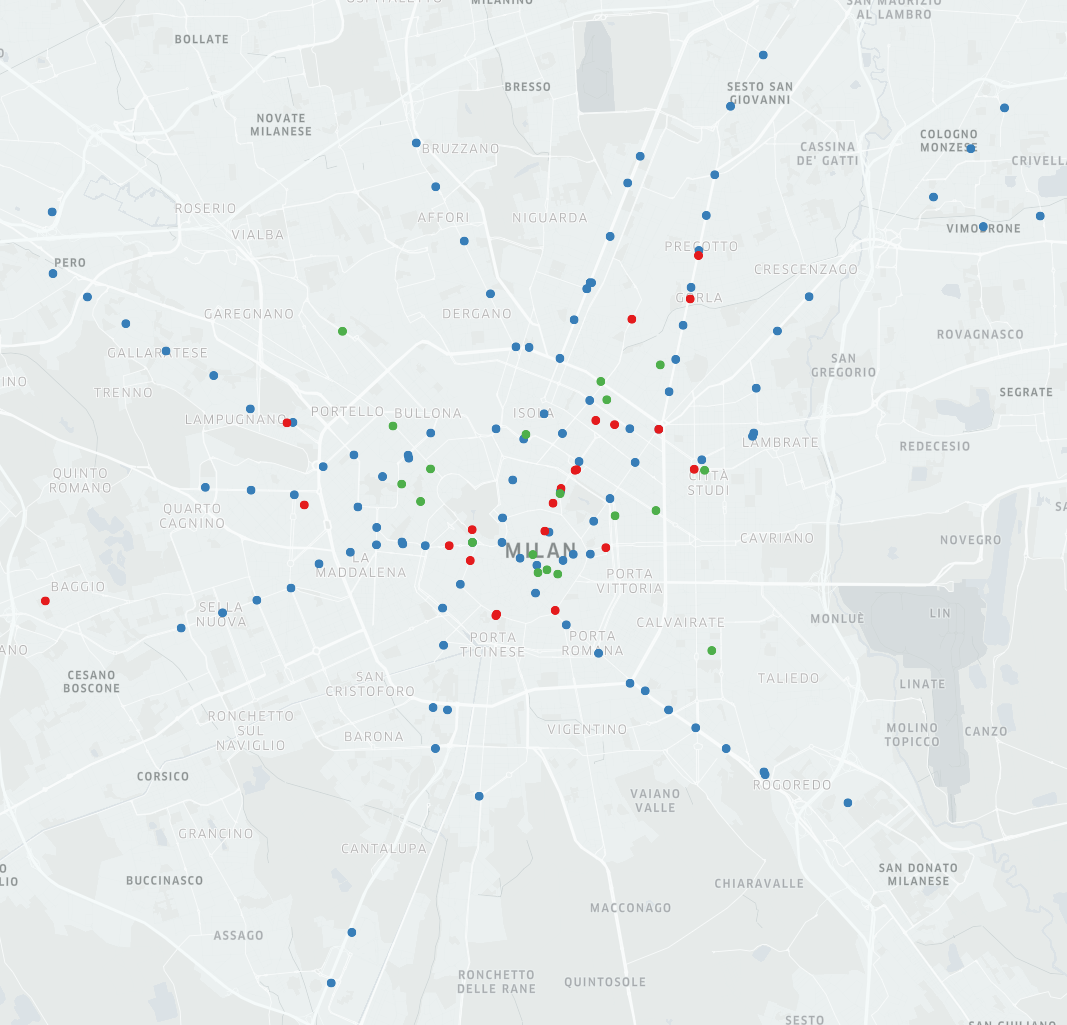 OSPITALETTO
MILANINO
SAN MAURIZIO
AL LAMBRO
BOLLATE
BRESSO
SESTO SAN
GIOVANNI
NOVATE
MILANESE
COLOGNO
MONZESE
BRUZZANO
CASSINA
DE' GATTI
CRIVELLA
ROSERIO
AFFORI
NIGUARDA
VIALBA
VIMODRONE
PRECOTTO
PERO
CRESCENZAGO
GORLA
GAREGNANO
DERGANO
ROVAGNASCO
GALLARATESE
SAN
GREGORIO
INO
TRENNO
SEGRATE
LAMPUGNANO
PORTELLO
BULLONA
ISOLA
LAMBRATE
REDECESIO
QUINTO
ROMANO
CITTÀ
STUDI
QUARTO
CAGNINO
SA
CAVRIANO
NOVEGRO
MILAN
LA
MADDALENA
PORTA
VITTORIA
BAGGIO
SELLA
NUOVA
MONLUÈ
LIN
CALVAIRATE
PORTA
TICINESE
PORTA
ROMANA
ANO
CESANO
BOSCONE
SAN
CRISTOFORO
TALIEDO
LINATE
RONCHETTO
SUL
NAVIGLIO
BARONA
VIGENTINO
MOLINO
TOPICCO
CANZO
CORSICO
ROGOREDO
VAIANO
VALLE
GRANCINO
CANTALUPA
O
LIO
BUCCINASCO
CHIARAVALLE
SAN DONATO
MILANESE
MACCONAGO
ASSAGO
RONCHETTO
DELLE RANE
QUINTOSOLE
SESTO
SAN GIULIANO